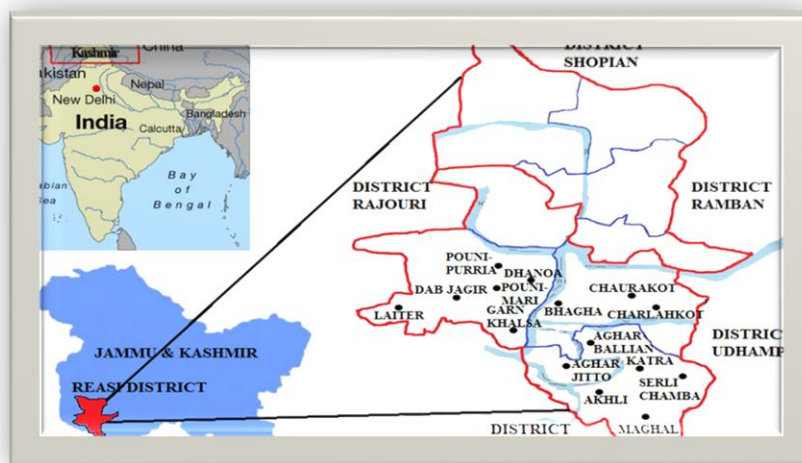 Kashmir
China
akistan
Nepal
New Delhi
Bangladesh
India
Calcutta
Bay
of
Bengal
abian
Sea
JAMMU & KASHMIR
REASI DISTRICT
DISTRICT
SHOPIAN
DISTRICT
RAJOURI
DISTRICT
RAMBAN
POUNI-
PURRIA
DHANOA
DAB JAGIR
POUNI-
MARI
CHAURAKOT
LAITER
GARN
KHALSA
BHAGHA
CHARLAHKOT
DISTRIC
UDHAMP
AGHAR
BALLIAN
KATRA
AGHAR
JITTO
SERLI
CHAMBA
AKHLI
MAGHAL
DISTRICT